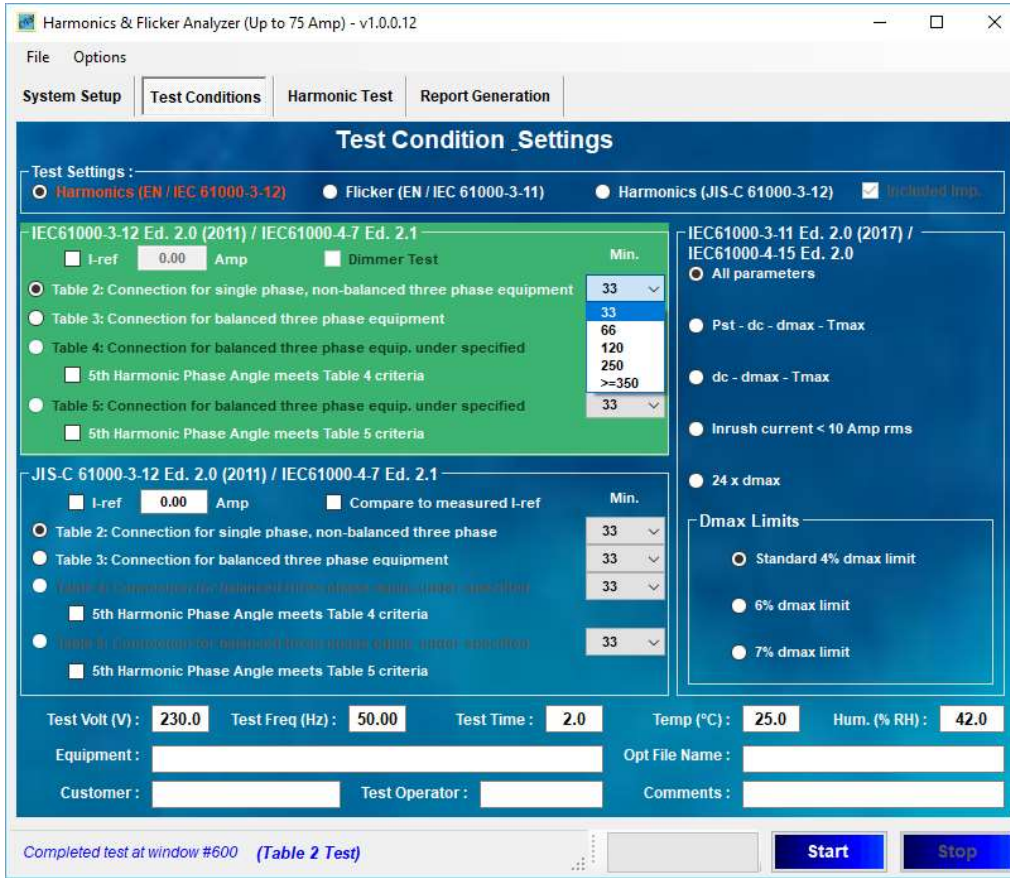 Harmonics & Flicker Analyzer (Up to 75 Amp) - v1.0.0.12
File Options
System Setup Test Conditions Harmonic Test Report Generation
Test Condition _Settings
Test Settings :
Harmonics (EN / IEC 61000-3-12) Flicker (EN / IEC 61000-3-11) Harmonics (JIS-C 61000-3-12) Included Imp.
IEC61000-3-12 Ed. 2.0 (2011) / IEC61000-4-7 Ed. 2.1
I-ref 0.00 Amp Dimmer Test Min.
Table 2: Connection for single phase, non-balanced three phase equipment 33
Table 3: Connection for balanced three phase equipment 33
66
Table 4: Connection for balanced three phase equip. under specified 120
250
5th Harmonic Phase Angle meets Table 4 criteria >=350
Table 5: Connection for balanced three phase equip. under specified 33
5th Harmonic Phase Angle meets Table 5 criteria
IEC61000-3-11 Ed. 2.0 (2017) /
IEC61000-4-15 Ed. 2.0
All parameters
Pst - dc - dmax - Tmax
dc - dmax - Tmax
Inrush current < 10 Amp rms
24 x dmax
Dmax Limits
Standard 4% dmax limit
6% dmax limit
7% dmax limit
JIS-C 61000-3-12 Ed. 2.0 (2011) / IEC61000-4-7 Ed. 2.1
I-ref 0.00 Amp Compare to measured I-ref Min.
Table 2: Connection for single phase, non-balanced three phase 33
Table 3: Connection for balanced three phase equipment 33
33
5th Harmonic Phase Angle meets Table 4 criteria
33
5th Harmonic Phase Angle meets Table 5 criteria
Test Volt (V) : 230.0 Test Freq (Hz) : 50.00 Test Time : 2.0 Temp (°C) : 25.0 Hum. (% RH) : 42.0
Equipment : Opt File Name :
Customer : Test Operator : Comments :
Completed test at window #600 (Table 2 Test) Start Stop